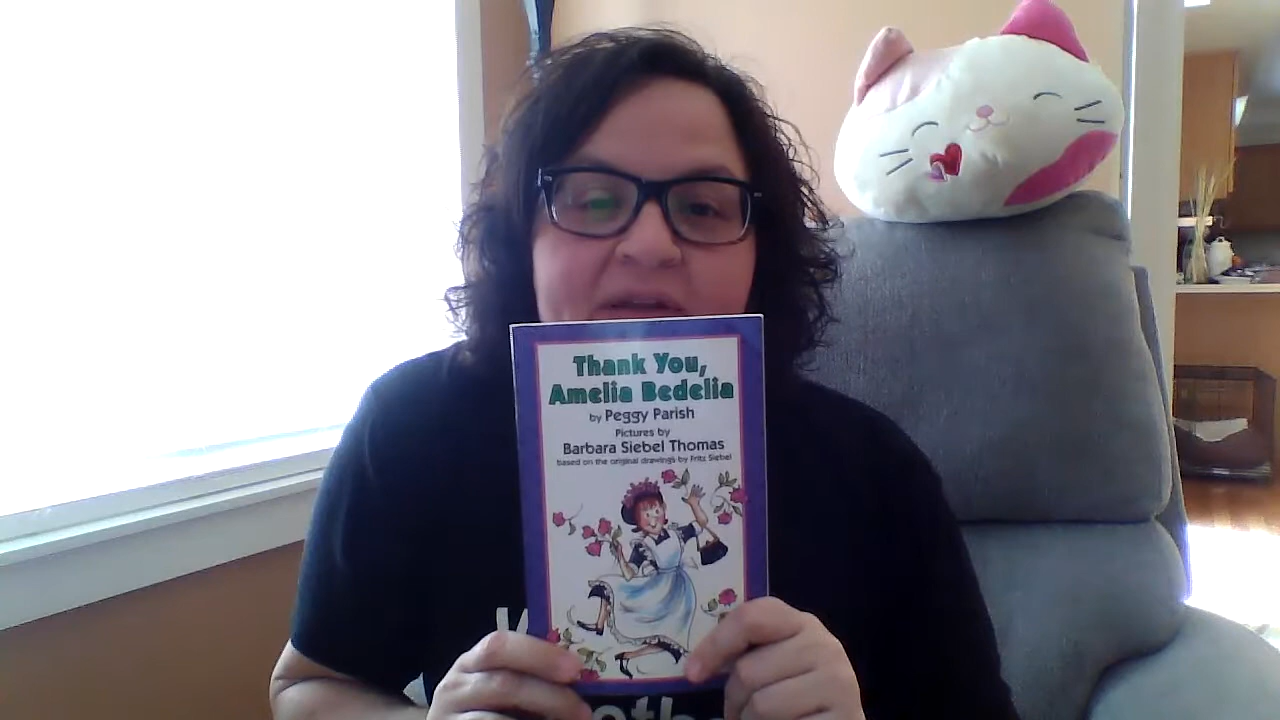 Thank You,
Amelia Bedelia
by Peggy Parish
Pictures by
Barbara Siebel Thomas
based on the original drawings by Fritz Siebel